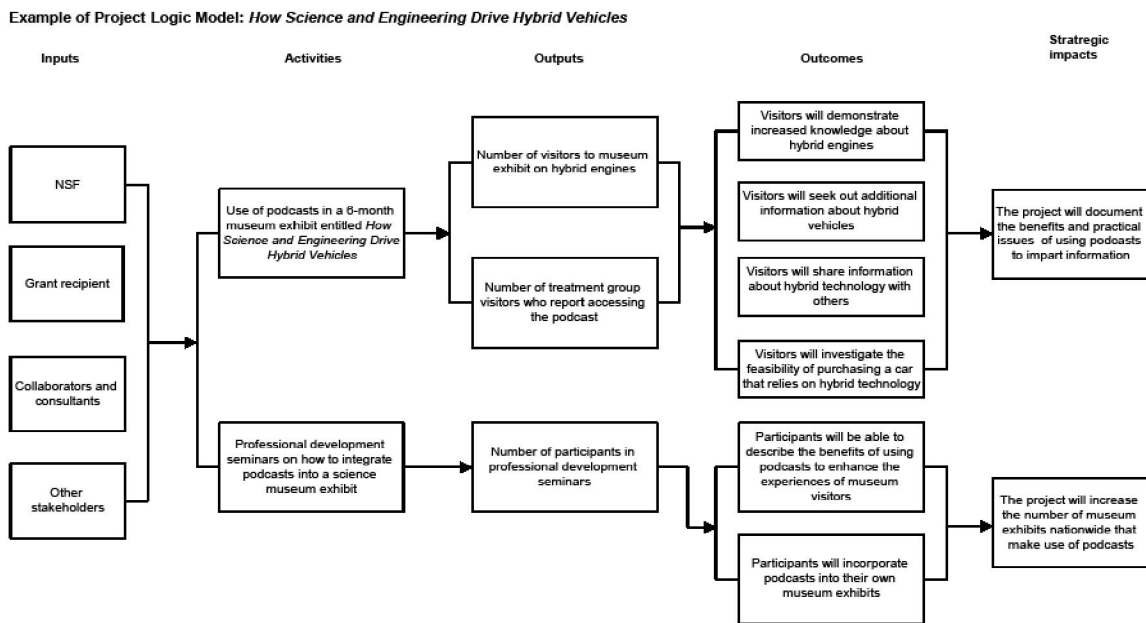 Example of Project Logic Model: How Science and Engineering Drive Hybrid Vehicles
Inputs
Activities
Outputs
Outcomes
Stratregic
impacts
NSF
Grant recipient
Collaborators and
consultants
Other
stakeholders
Use of podcasts in a 6-month
museum exhibit entitled How
Science and Engineering Drive
Hybrid Vehicles
Professional development
seminars on how to integrate
podcasts into a science
museum exhibit
Number of visitors to museum
exhibit on hybrid engines
Number of treatment group
visitors who report accessing
the podcast
Number of participants in
professional development
seminars
Visitors will demonstrate
increased knowledge about
hybrid engines
Visitors will seek out additional
information about hybrid
vehicles
Visitors will share information
about hybrid technology with
others
Visitors will investigate the
feasibility of purchasing a car
that relies on hybrid technology
Participants will be able to
describe the benefits of using
podcasts to enhance the
experiences of museum
visitors
Participants will incorporate
podcasts into their own
museum exhibits
The project will document
the benefits and practical
issues of using podcasts
to impart information
The project will increase
the number of museum
exhibits nationwide that
make use of podcasts